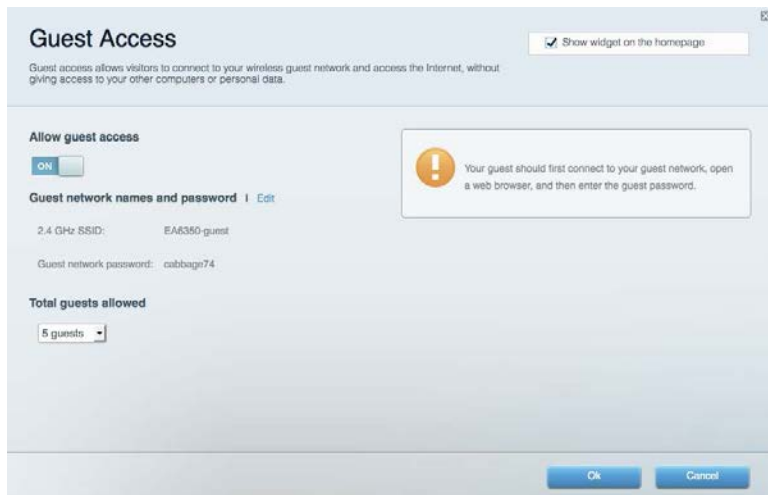 Guest Access
Show widget on the homepage
Guest access allows visitors to connect to your wireless guest network and access the Internet, without
giving access to your other computers or personal data.
Allow guest access
ON
Your guest should first connect to your guest network, open
a web browser, and then enter the guest password.
Guest network names and password | Edit
2.4 GHz SSID: EA6350-guest
Guest network password: cabbage74
Total guests allowed
5 guests
Ok Cancel